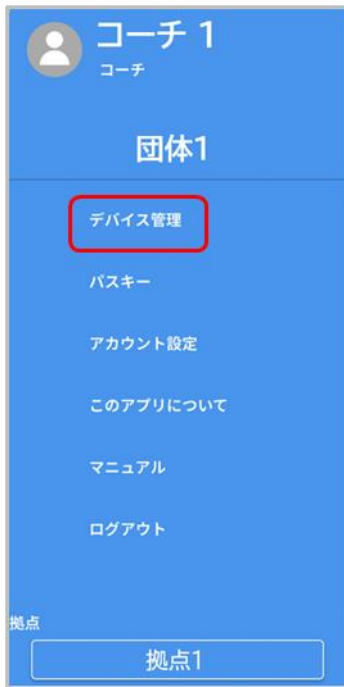 コーチ 1
コーチ
団体1
デバイス管理
パスキー
アカウント設定
このアプリについて
マニュアル
ログアウト
拠点
拠点1